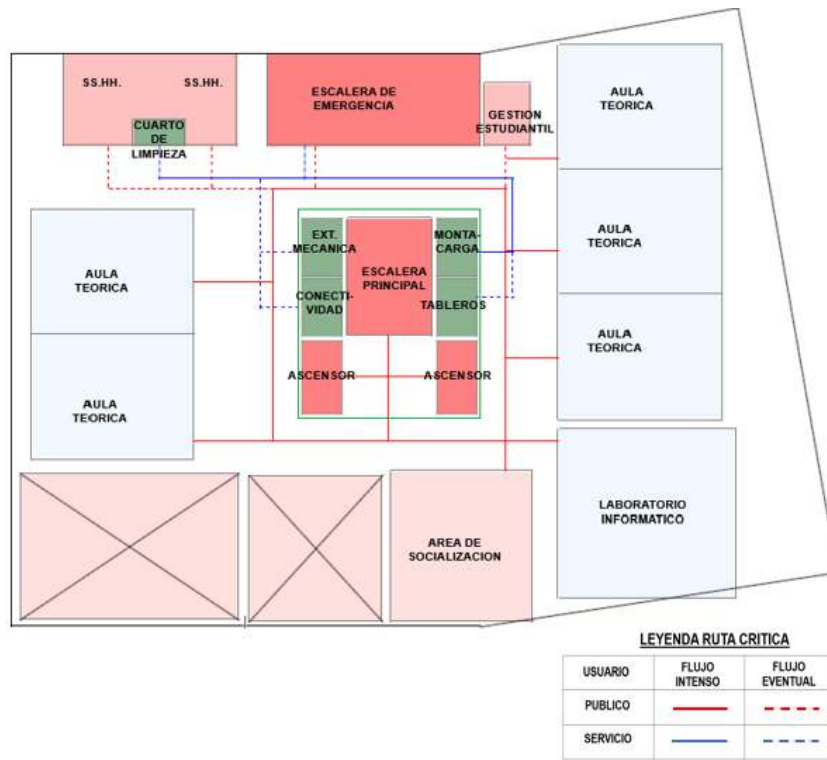 SS.HH.
SS.HH.
CUARTO
DE
LIMPIEZA
ESCALERA DE
EMERGENCIA
GESTION
ESTUDIANTIL
AULA
TEORICA
AULA
TEORICA
AULA
TEORICA
AULA
TEORICA
AULA
TEORICA
EXT.
MECANICA
CONECTI-
VIDAD
ESCALERA
PRINCIPAL
MONTA-
CARGA
TABLEROS
ASCENSOR
ASCENSOR
LABORATORIO
INFORMATICO
AREA DE
SOCIALIZACION
LEYENDA RUTA CRITICA
USUARIO
FLUJO
INTENSO
FLUJO
EVENTUAL
PUBLICO
SERVICIO